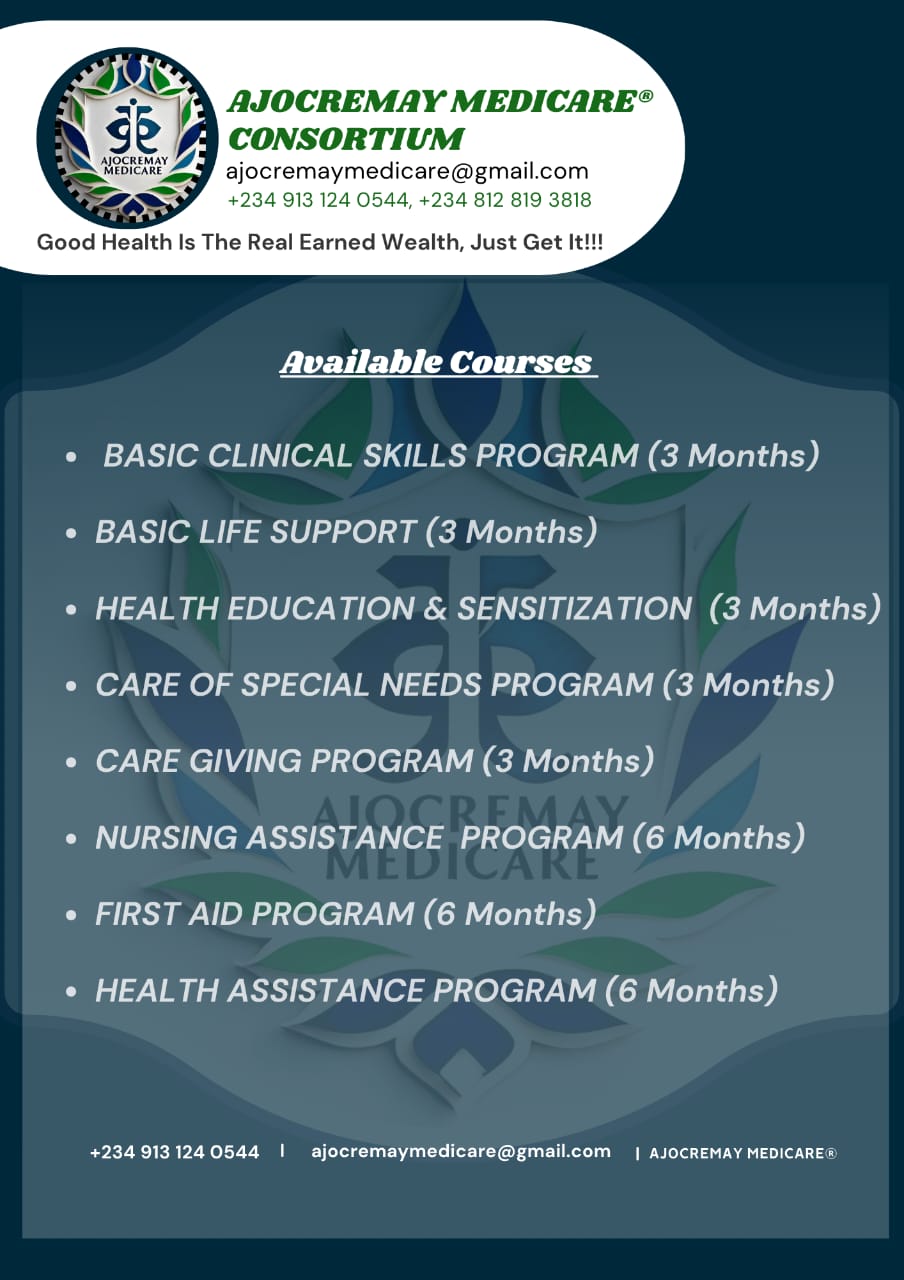 AJOCREMAY
MEDICARE
AJOCREMAY MEDICARE®
CONSORTIUM
ajocremaymedicare@gmail.com
+234 913 124 0544, +234 812 819 3818
Good Health Is The Real Earned Wealth, Just Get It!!!
Available Courses
• BASIC CLINICAL SKILLS PROGRAM (3 Months)
• BASIC LIFE SUPPORT (3 Months)
• HEALTH EDUCATION & SENSITIZATION (3 Months)
• CARE OF SPECIAL NEEDS PROGRAM (3 Months)
• CARE GIVING PROGRAM (3 Months)
AJOCREMAY
• NURSING ASSISTANCE PROGRAM (6 Months)
MEDICARE
• FIRST AID PROGRAM (6 Months)
• HEALTH ASSISTANCE PROGRAM (6 Months)
+234 913 124 0544 | ajocremaymedicare@gmail.com | AJOCREMAY MEDICARE®